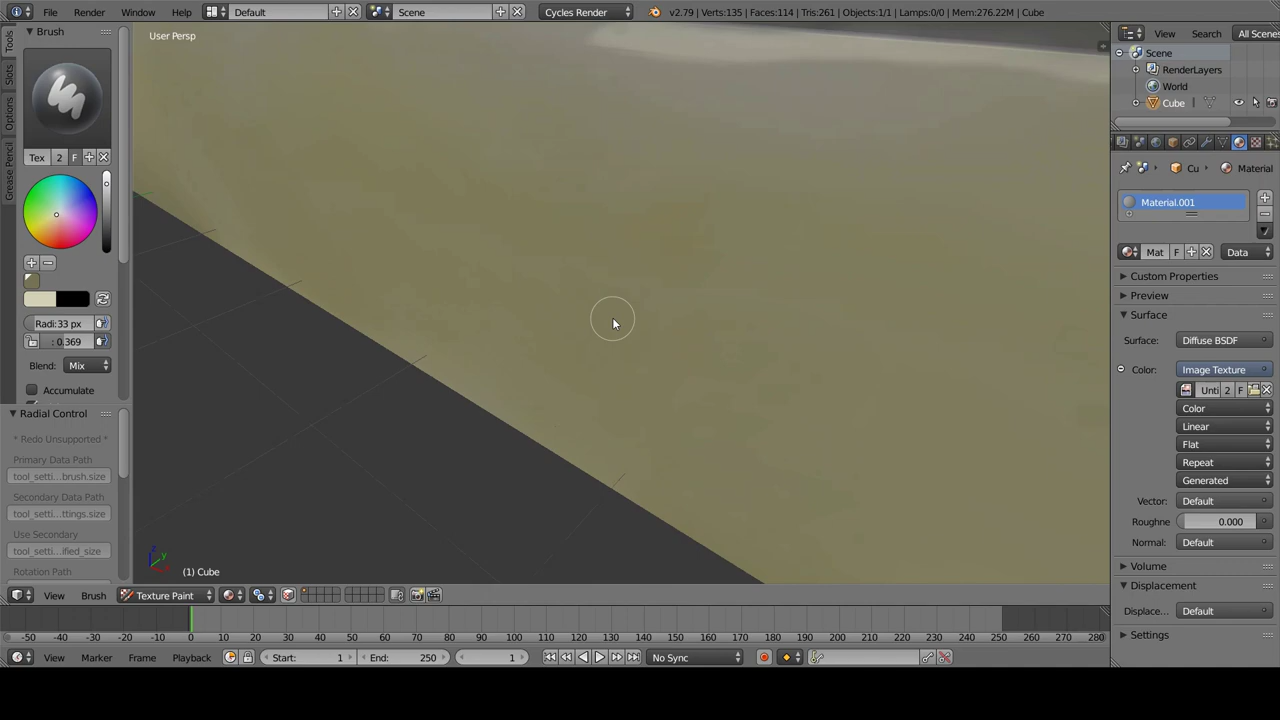 File Render Window Help Default Scene Cycles Render v2.79 | Verts:135 | Faces:114 | Tris:261 | Objects:1/1 | Lamps:0/0 | Mem:276.22M | Cube
Tools
Slots
Options
Grease Pencil
Brush
Tex 2 F
Radi:33 px
: 0.369
Blend: Mix
Accumulate
Radial Control
* Redo Unsupported *
Primary Data Path
tool_setti...brush.size
Secondary Data Path
tool_setti...ttings.size
Use Secondary
tool_setti...ified_size
Rotation Path
User Persp
(1) Cube
View Brush Texture Paint
-50 -40 -30 -20 -10 0 10 20 30 40 50 60 70 80 90 100 110 120 130 140 150 160 170 180 190 200 210 220 230 240 250 260 270 280
View Marker Frame Playback Start: 1 End: 250 1 No Sync
View Search All Scenes
Scene
RenderLayers
World
Cube
Cu Material
Material.001
Mat F Data
Custom Properties
Preview
Surface
Surface: Diffuse BSDF
Color: Image Texture
Unti 2 F
Color
Linear
Flat
Repeat
Generated
Vector: Default
Roughne 0.000
Normal: Default
Volume
Displacement
Displace... Default
Settings